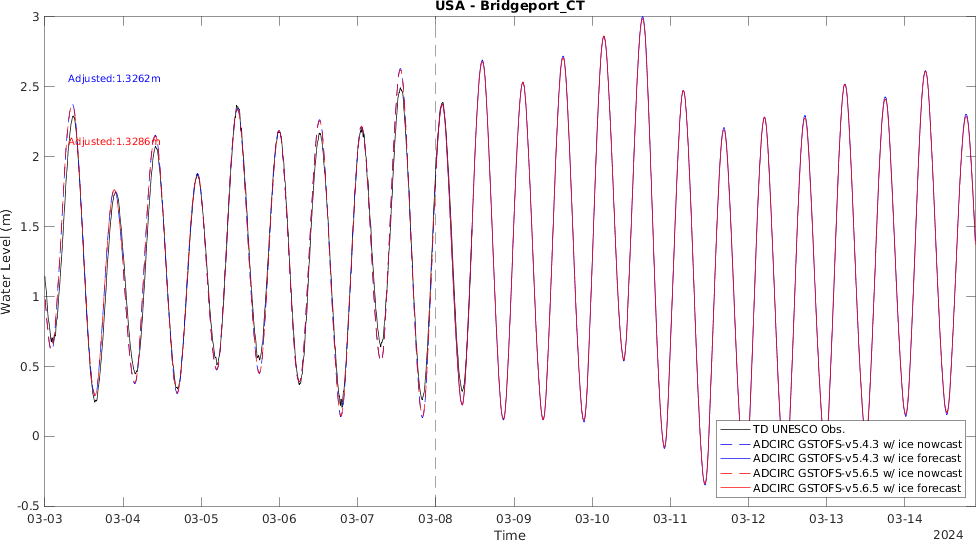 USA - Bridgeport_CT
3
2.5
2
1.5
1
0.5
0
-0.5
Water Level (m)
Adjusted:1.3262m
Adjusted:1.3286m
TD UNESCO Obs.
ADCIRC GSTOFS-v5.4.3 w/ ice nowcast
ADCIRC GSTOFS-v5.4.3 w/ ice forecast
ADCIRC GSTOFS-v5.6.5 w/ ice nowcast
ADCIRC GSTOFS-v5.6.5 w/ ice forecast
03-03 03-04 03-05 03-06 03-07 03-08 03-09 03-10 03-11 03-12 03-13 03-14
Time
2024